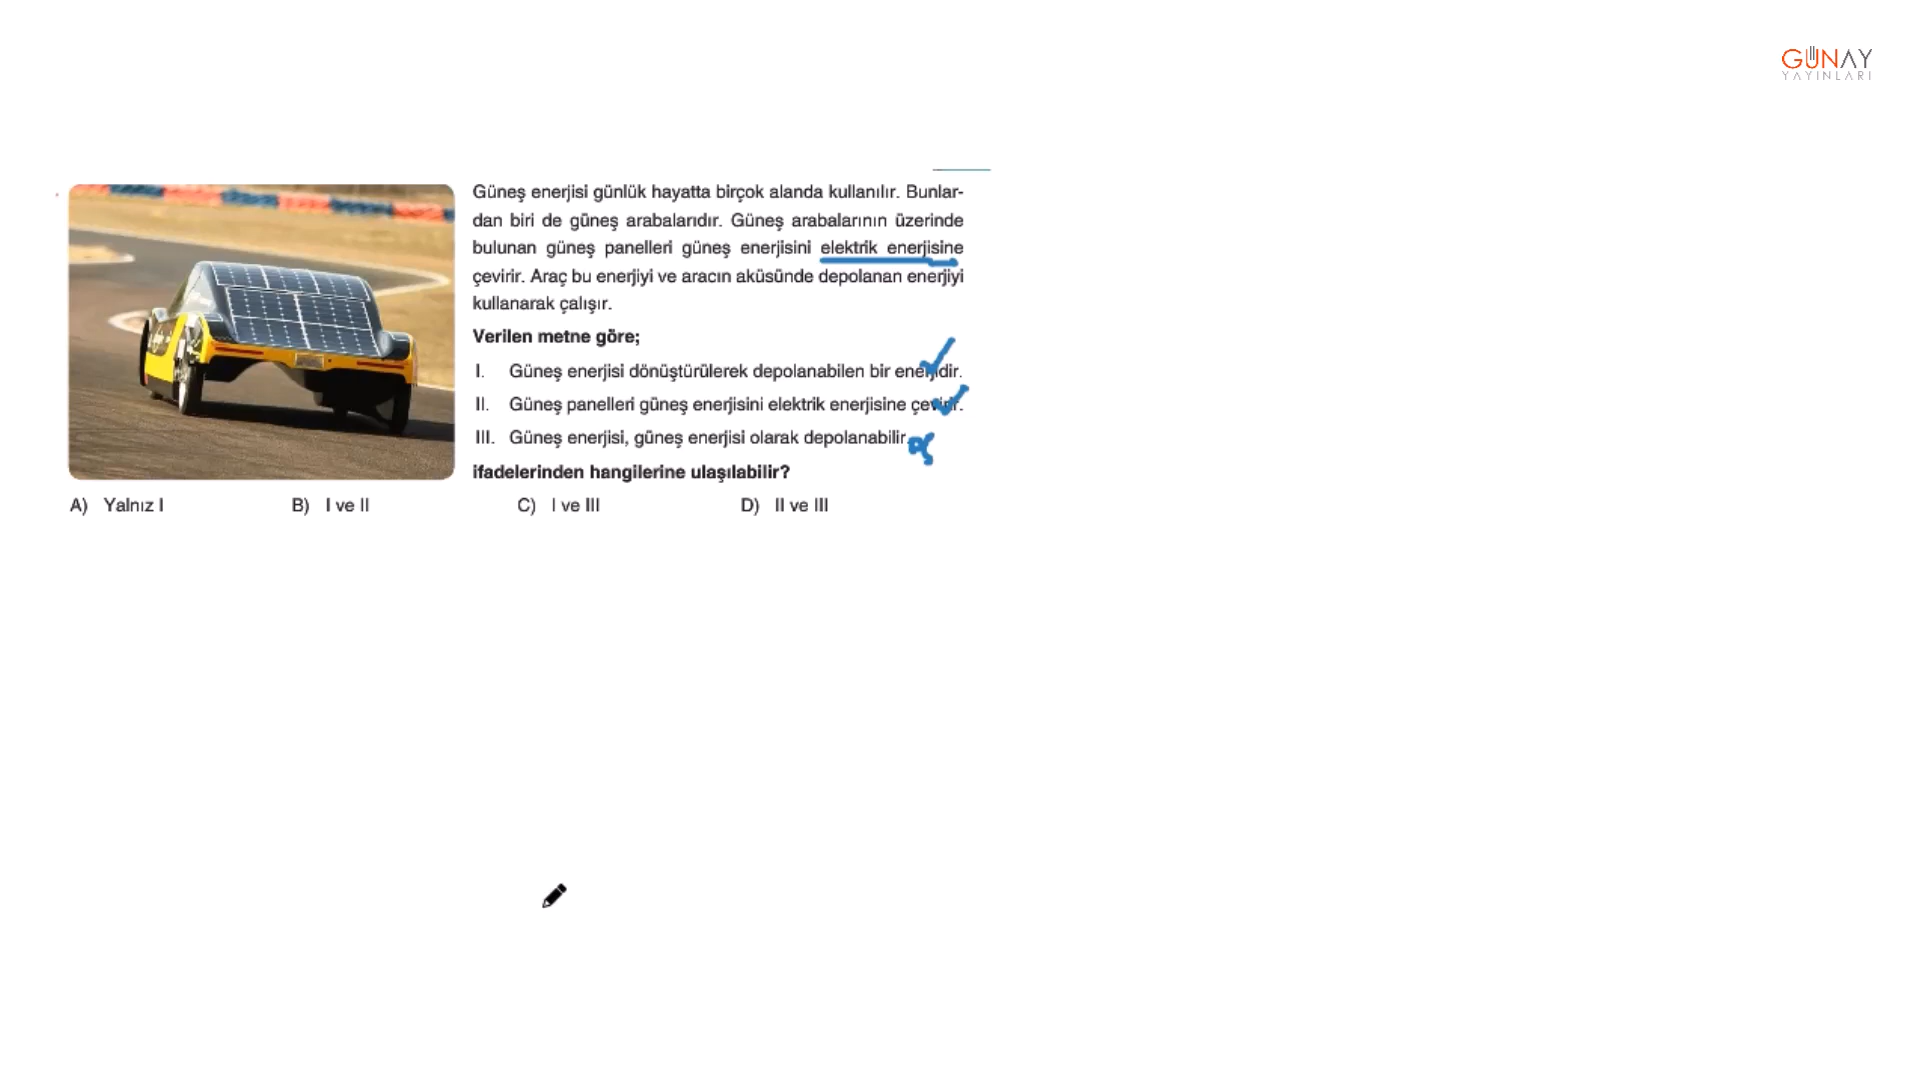 GÜNAY
YAYINLARI
Güneş enerjisi günlük hayatta birçok alanda kullanılır. Bunlar-
dan biri de güneş arabalarıdır. Güneş arabalarının üzerinde
bulunan güneş panelleri güneş enerjisini elektrik enerjisine
çevirir. Araç bu enerjiyi ve aracın aküsünde depolanan enerjiyi
kullanarak çalışır.
Verilen metne göre;
I. Güneş enerjisi dönüştürülerek depolanabilen bir enerjidir.
II. Güneş panelleri güneş enerjisini elektrik enerjisine çevirir.
III. Güneş enerjisi, güneş enerjisi olarak depolanabilir.
ifadelerinden hangilerine ulaşılabilir?
A) Yalnız I B) I ve II C) I ve III D) II ve III